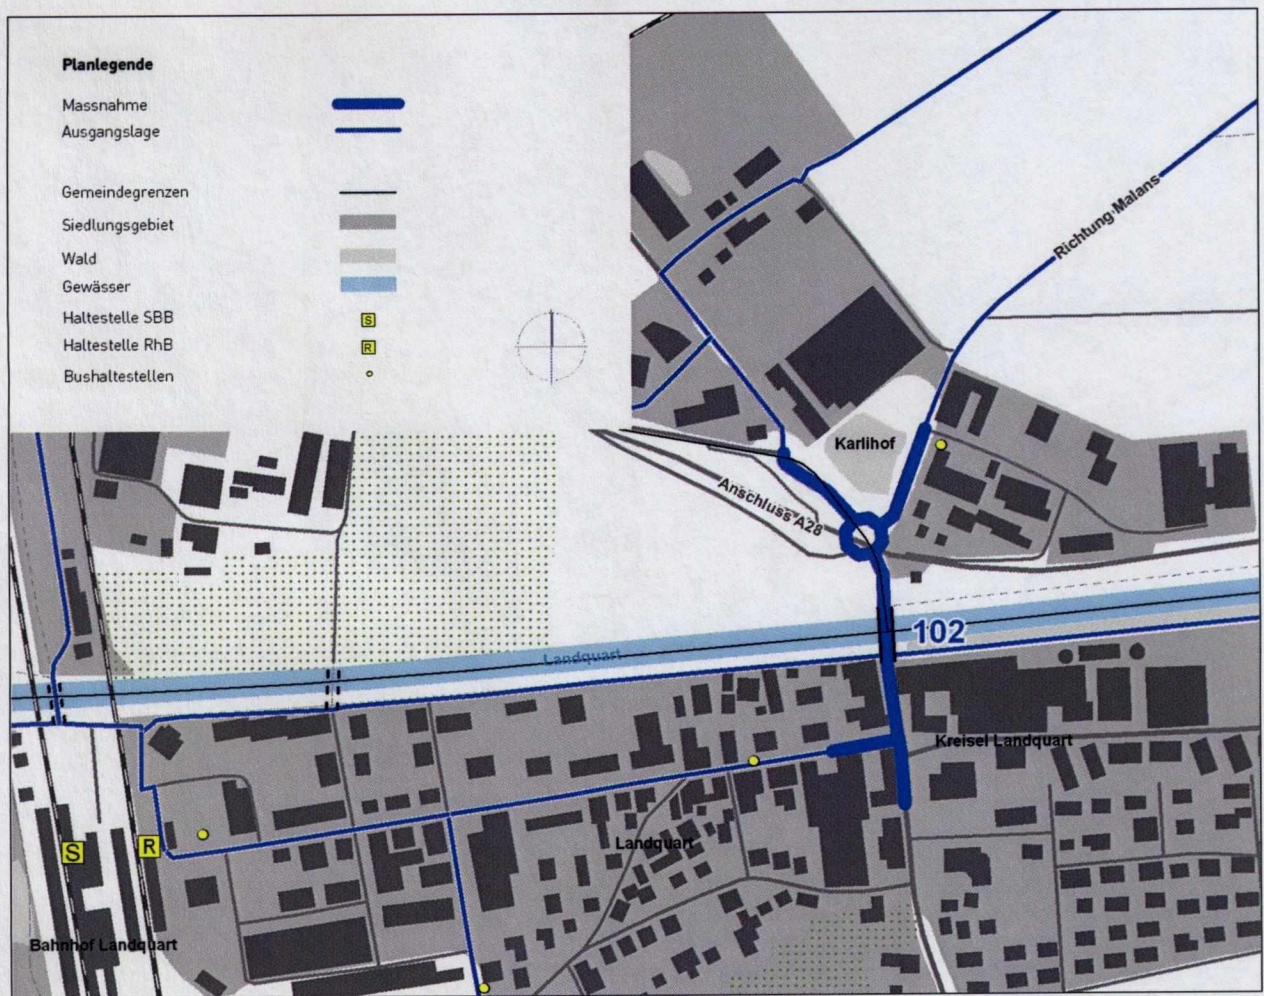 Planlegende
Massnahme
Ausgangslage
Gemeindegrenzen
Siedlungsgebiet
Wald
Gewässer
Haltestelle SBB
S
Haltestelle RhB
R
Bushaltestellen
Richtung Malans
Karlihof
Anschluss A28
102
Landquart
Kreisel Landquart
Landquart
S
R
Bahnhof Landquart